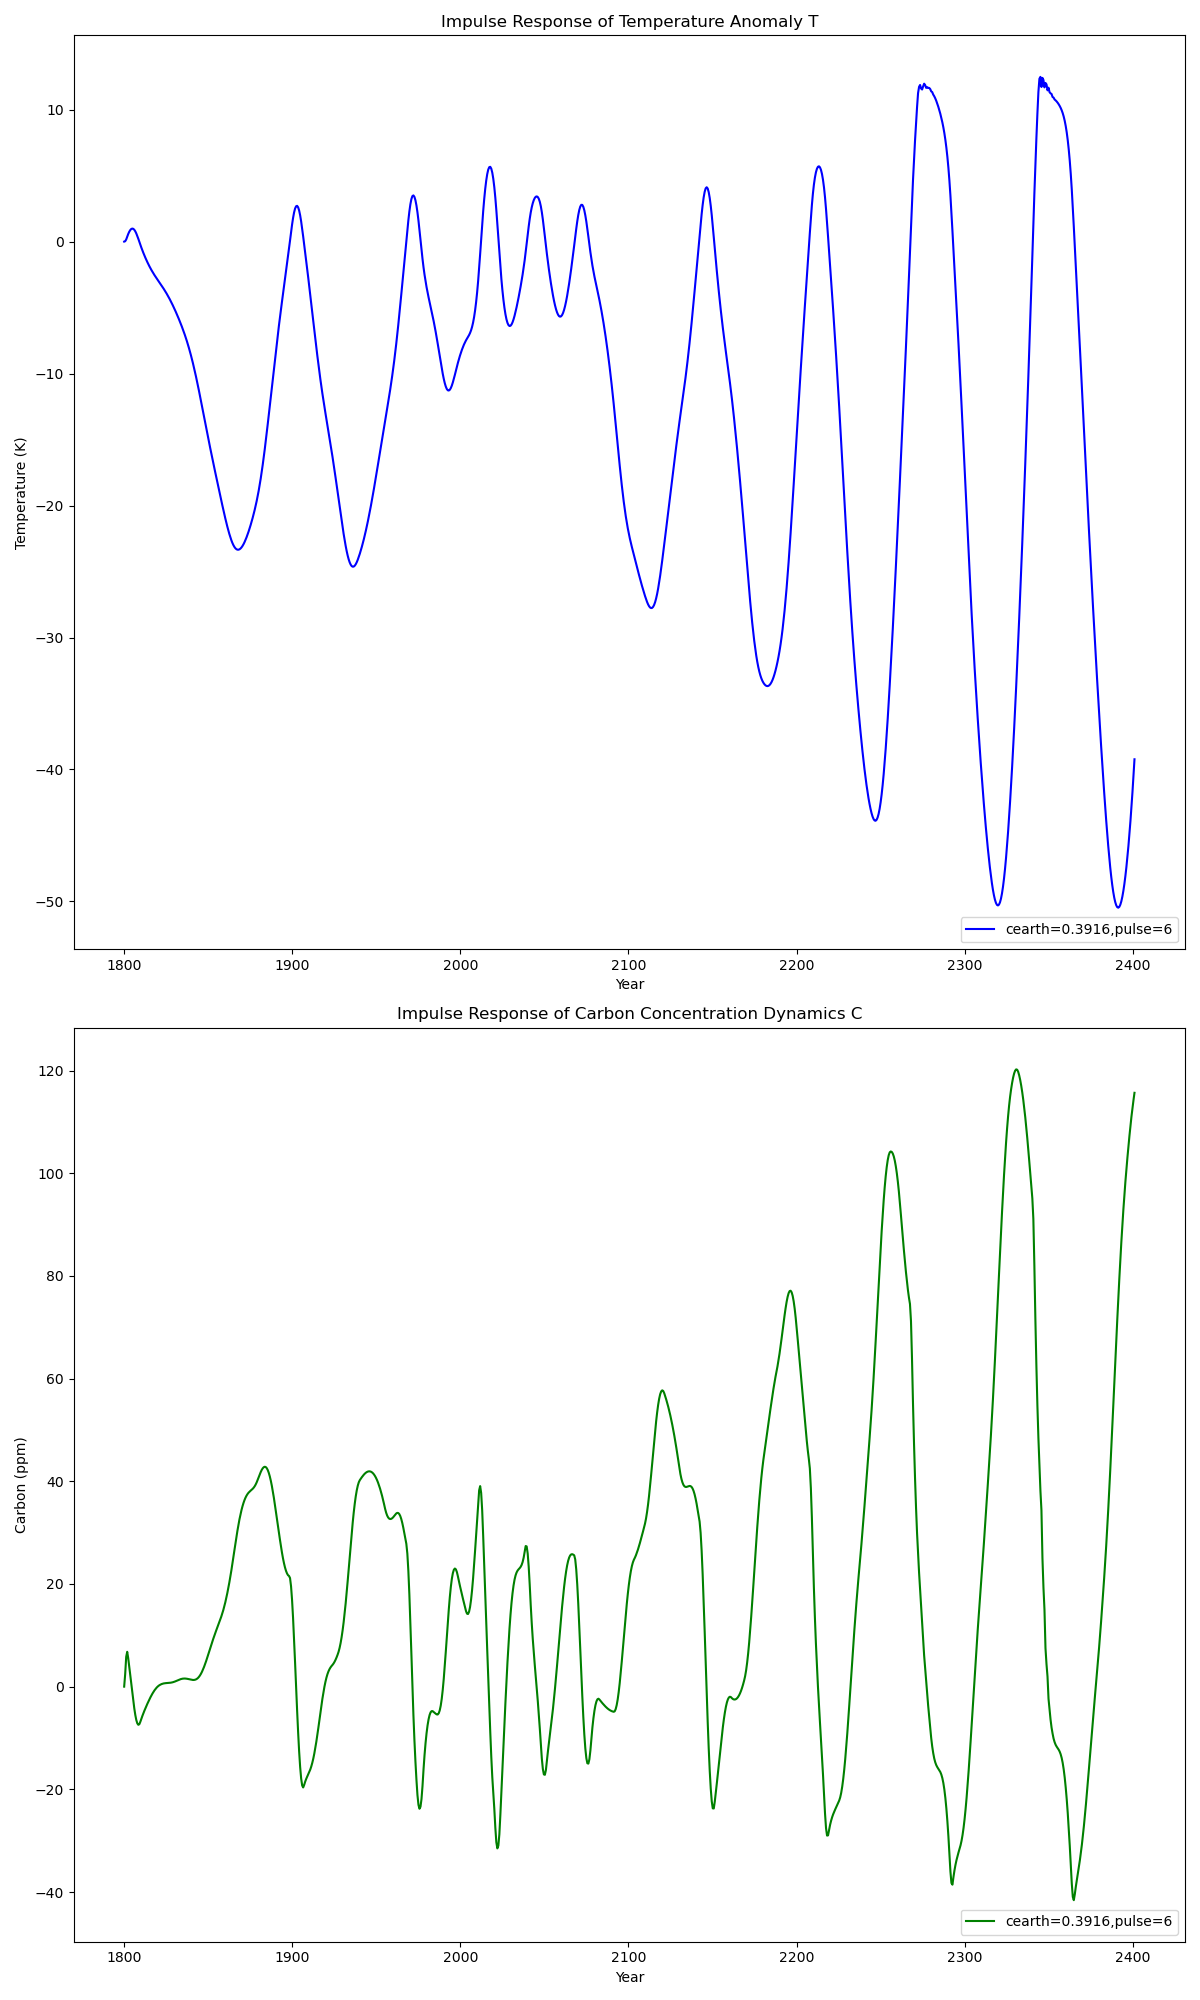 Impulse Response of Temperature Anomaly T
Temperature (K)
10
0
−10
−20
−30
−40
−50
1800 1900 2000 2100 2200 2300 2400
Year
cearth=0.3916,pulse=6
Impulse Response of Carbon Concentration Dynamics C
Carbon (ppm)
120
100
80
60
40
20
0
−20
−40
1800 1900 2000 2100 2200 2300 2400
Year
cearth=0.3916,pulse=6